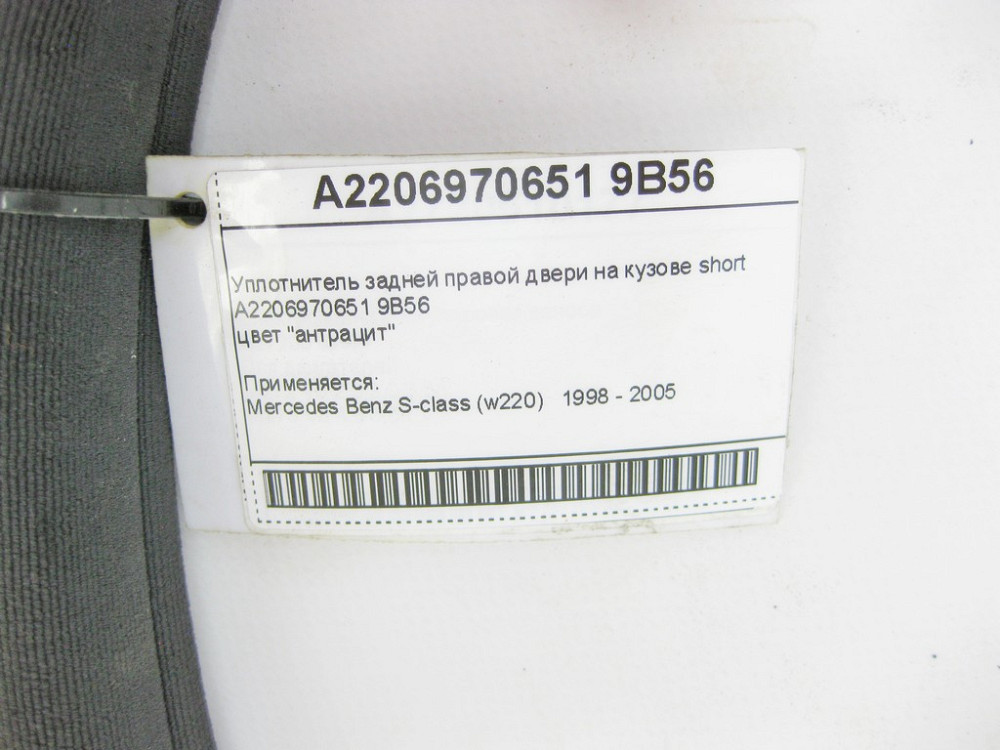 A2206970651 9B56
Уплотнитель задней правой двери на кузове short
A2206970651 9B56
цвет "антрацит"
Применяется:
Mercedes Benz S-class (w220) 1998 - 2005